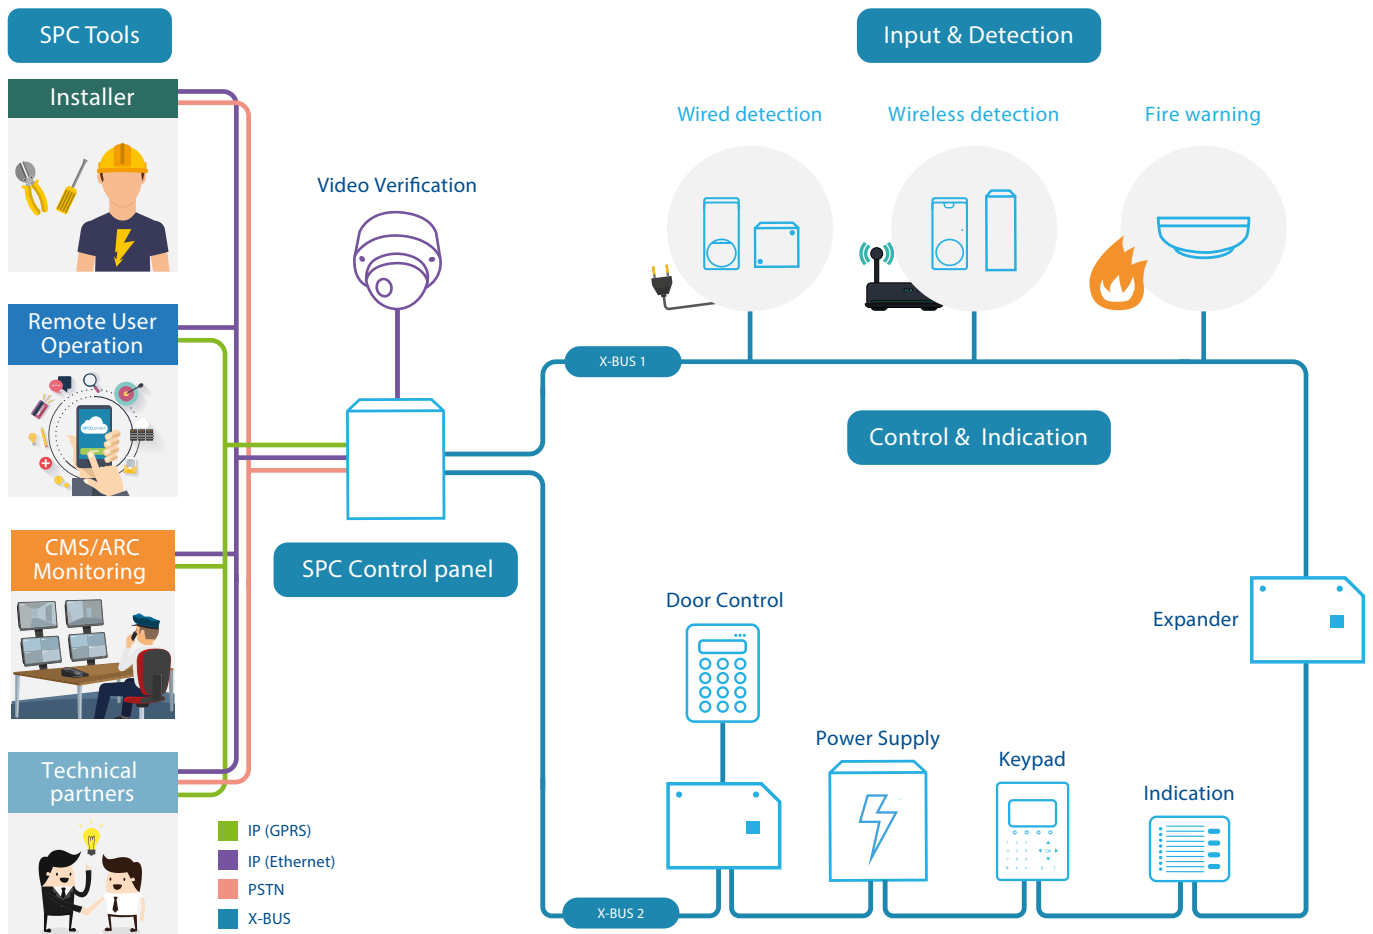 SPC Tools
Input & Detection
Installer
Wired detection
Wireless detection
Fire warning
Video Verification
Remote User
Operation
X-BUS 1
Control & Indication
CMS/ARC
Monitoring
SPC Control panel
Door Control
Expander
Power Supply
Keypad
Indication
Technical
partners
IP (GPRS)
IP (Ethernet)
PSTN
X-BUS
X-BUS 2